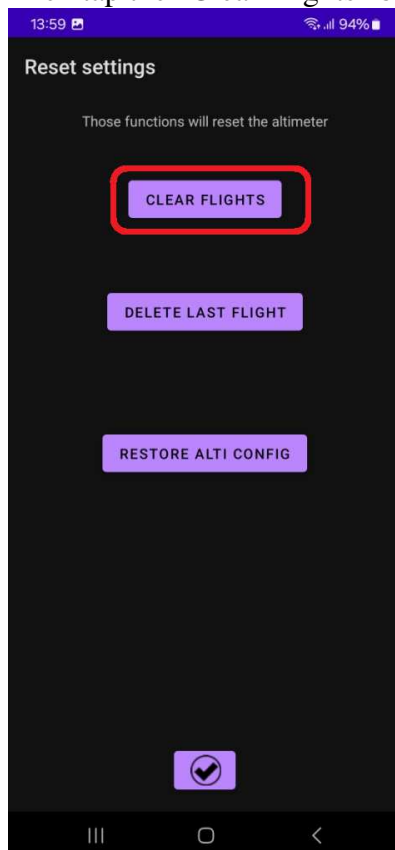 13:59 94%
Reset settings
Those functions will reset the altimeter
CLEAR FLIGHTS
DELETE LAST FLIGHT
RESTORE ALTI CONFIG